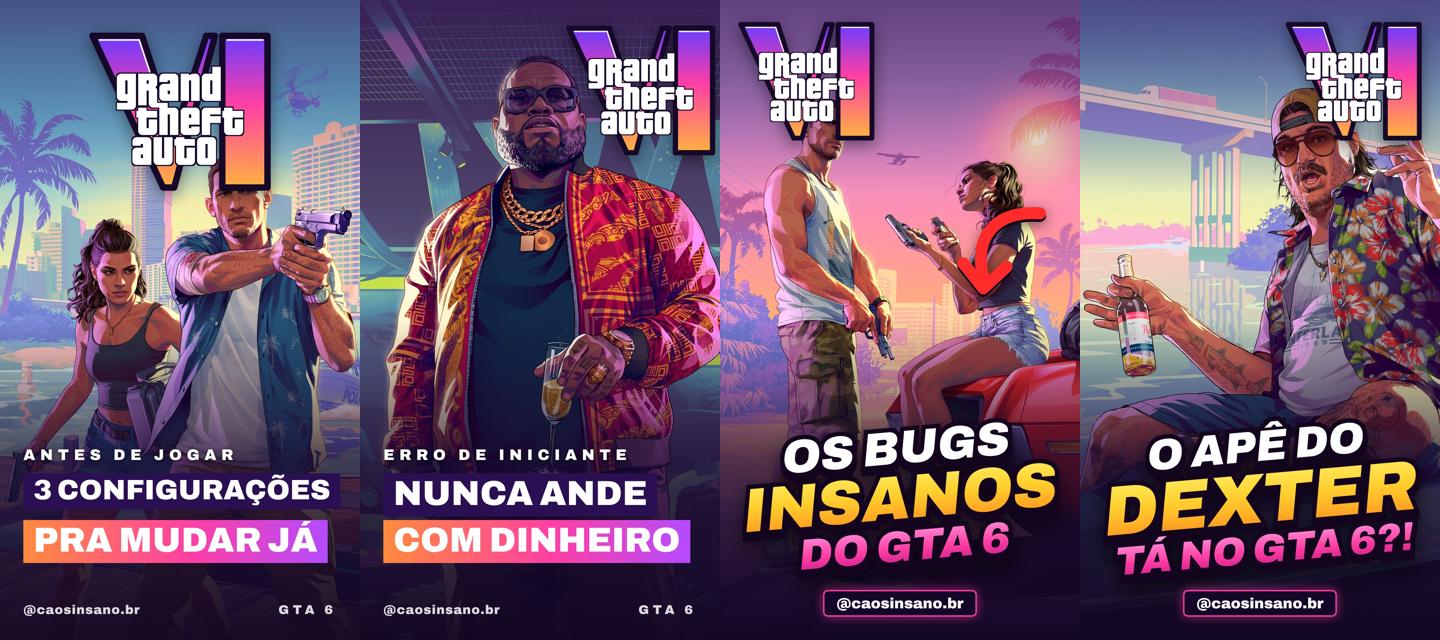 VI
grand
theft
auto
ANTES DE JOGAR
3 CONFIGURAÇÕES
PRA MUDAR JÁ
@caosinsano.br
GTA 6
VI
grand
theft
auto
ERRO DE INICIANTE
NUNCA ANDE
COM DINHEIRO
@caosinsano.br
GTA 6
VI
grand
theft
auto
OS BUGS
INSANOS
DO GTA 6
@caosinsano.br
VI
grand
theft
auto
O APÊ DO
DEXTER
TÁ NO GTA 6?!
@caosinsano.br